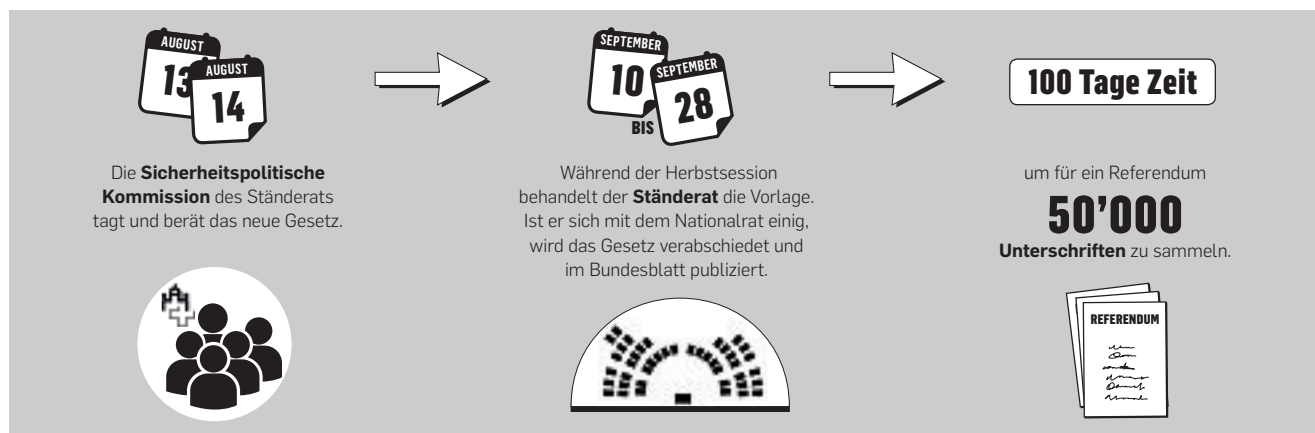 AUGUST
13
AUGUST
14
Die Sicherheitspolitische
Kommission des Ständerats
tagt und berät das neue Gesetz.
SEPTEMBER
10
BIS
SEPTEMBER
28
Während der Herbstsession
behandelt der Ständerat die Vorlage.
Ist er sich mit dem Nationalrat einig,
wird das Gesetz verabschiedet und
im Bundesblatt publiziert.
100 Tage Zeit
um für ein Referendum
50’000
Unterschriften zu sammeln.
REFERENDUM